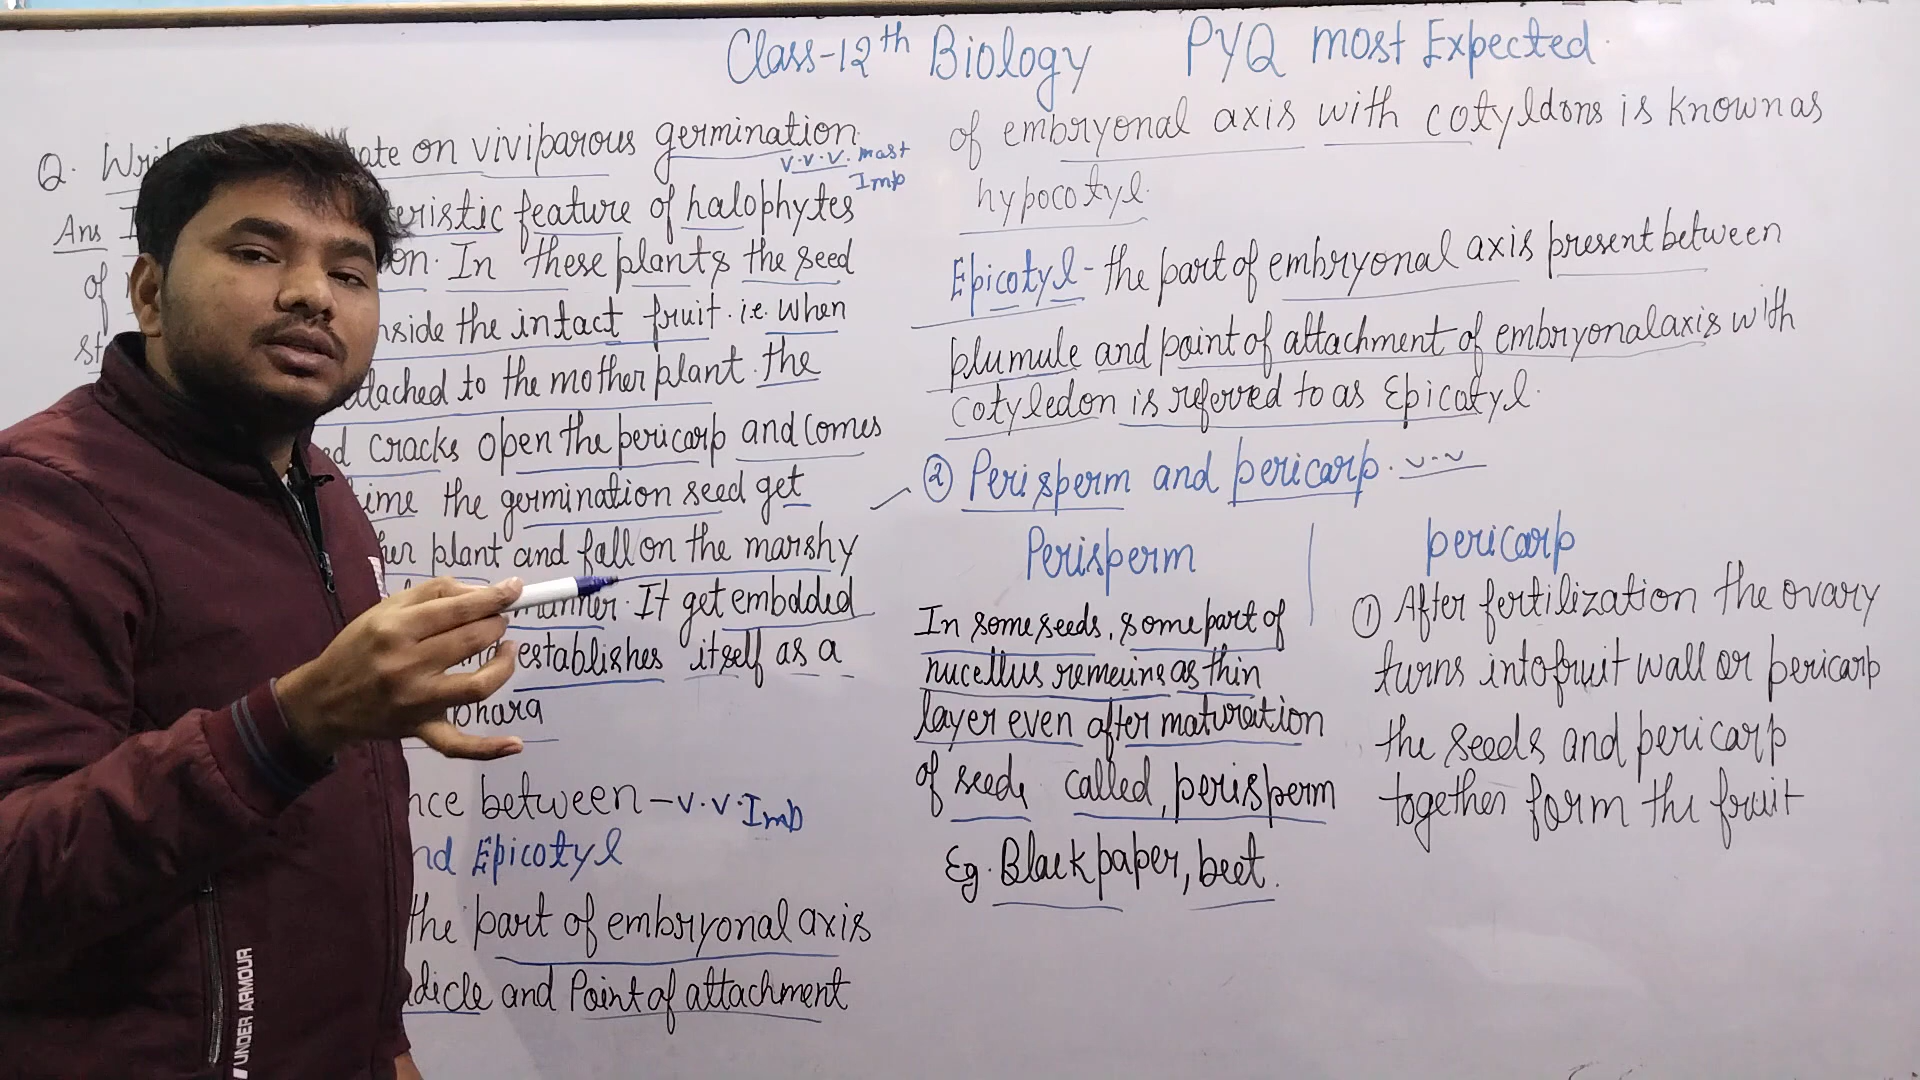 Class-12th Biology PYQ most Expected
Q. ate on viviparous germination
v.v.v. mast
Imp
Ans eristic feature of halophytes
of on. In these plants the seed
st nside the intact fruit. i.e. when
ttached to the mother plant. the
ed cracks open the pericarp and comes
ime the germination seed get
her plant and fall on the marshy
manner. It get embdded
establishes itself as a
phara
nce between - v.v. Imp
nd Epicotyl
the part of embryonal axis
dicle and Point of attachment
of embryonal axis with cotyldons is known as
hypocotyl.
Epicotyl - the part of embryonal axis present between
plumule and point of attachment of embryonal axis with
cotyledon is referred to as Epicotyl.
② Perisperm and pericarp. v.v
Perisperm
In some seeds, some part of
nucellus remeins as thin
layer even after maturation
of seeds called, perisperm
Eg. Black paper, beet.
pericarp
① After fertilization the ovary
turns into fruit wall or pericarp
the seeds and pericarp
together form the fruit
UNDER ARMOUR